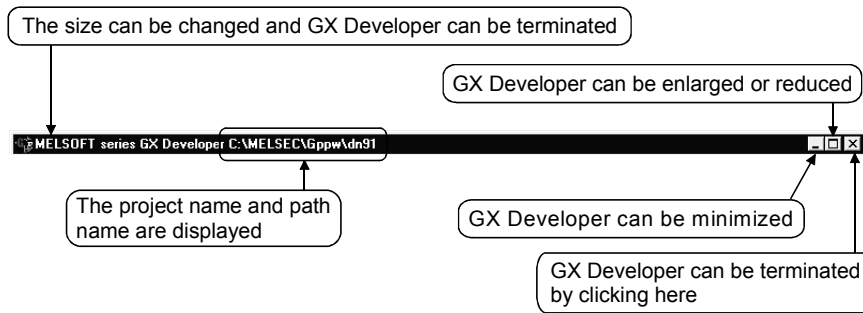 The size can be changed and GX Developer can be terminated
GX Developer can be enlarged or reduced
MELSOFT series GX Developer C:\MELSEC\Gppw\dn91
The project name and path
name are displayed
GX Developer can be minimized
GX Developer can be terminated
by clicking here